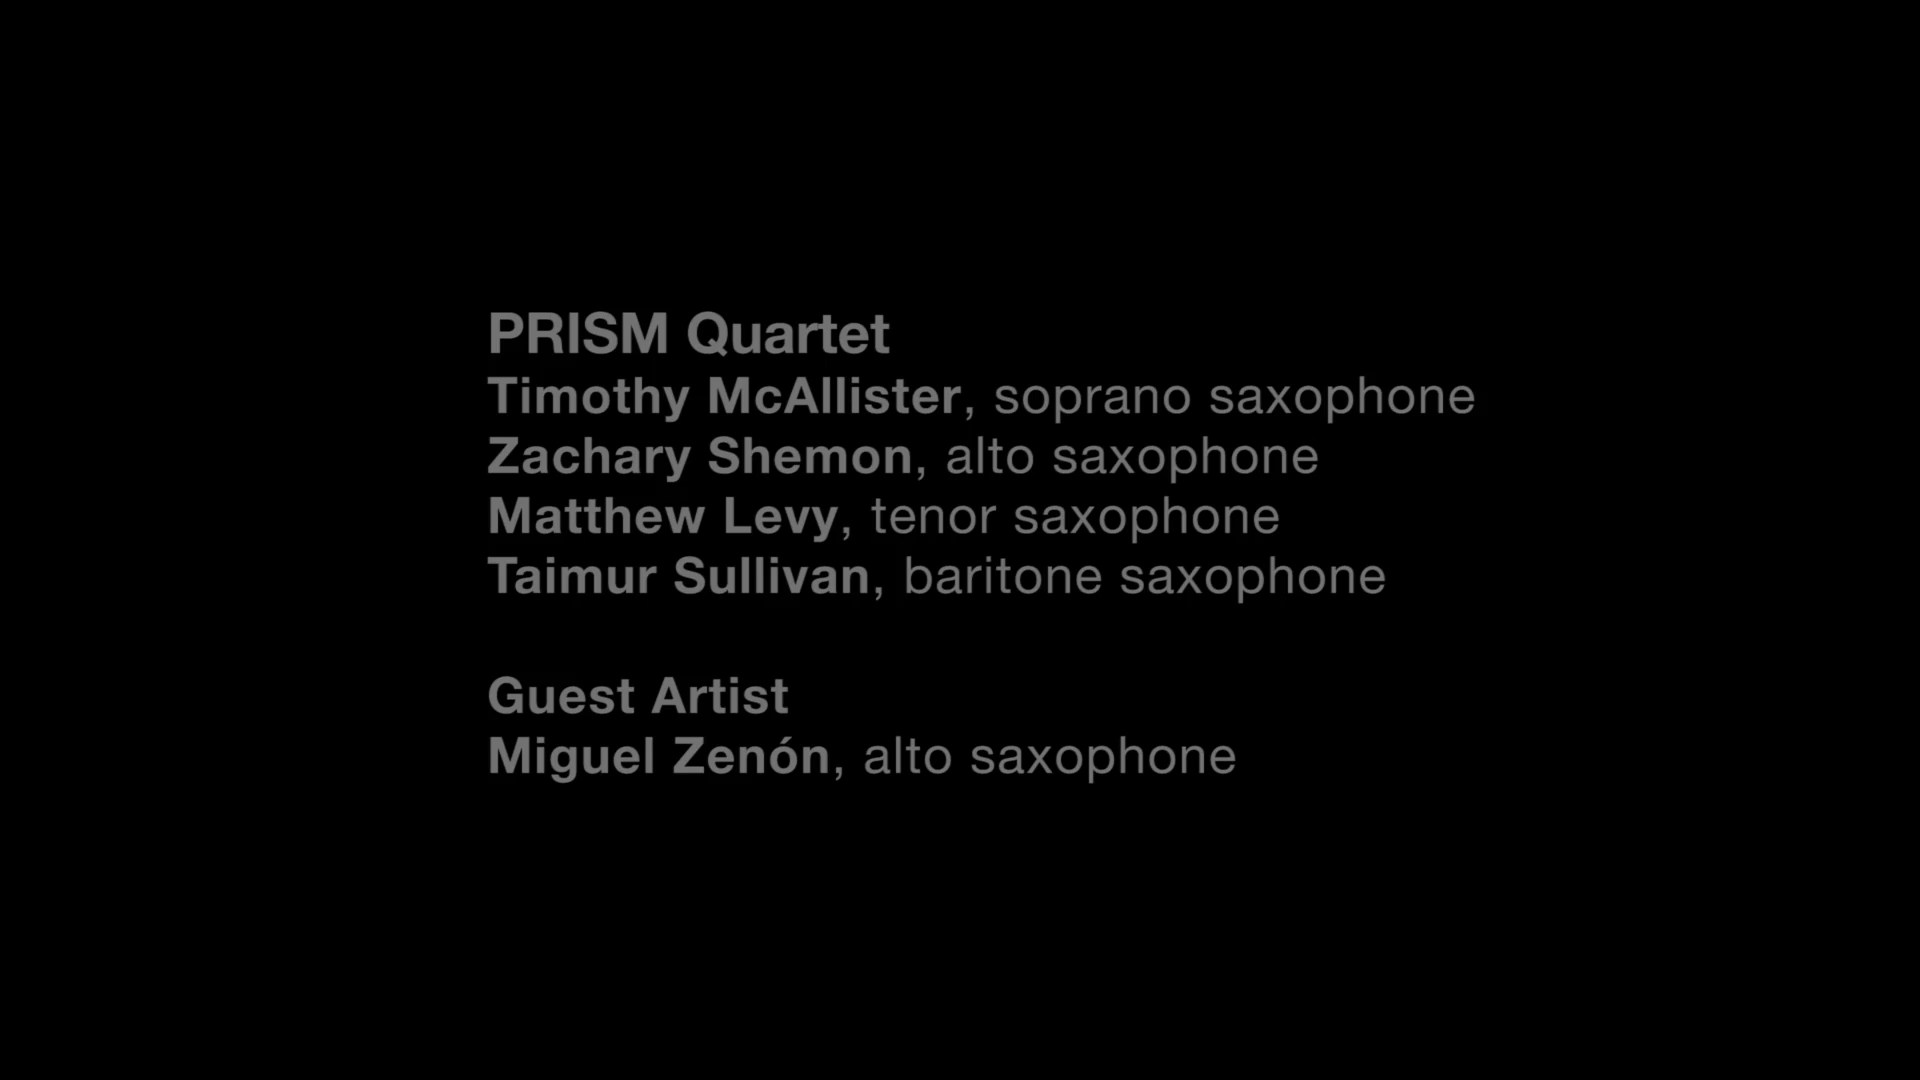 PRISM Quartet
Timothy McAllister, soprano saxophone
Zachary Shemon, alto saxophone
Matthew Levy, tenor saxophone
Taimur Sullivan, baritone saxophone
Guest Artist
Miguel Zenón, alto saxophone